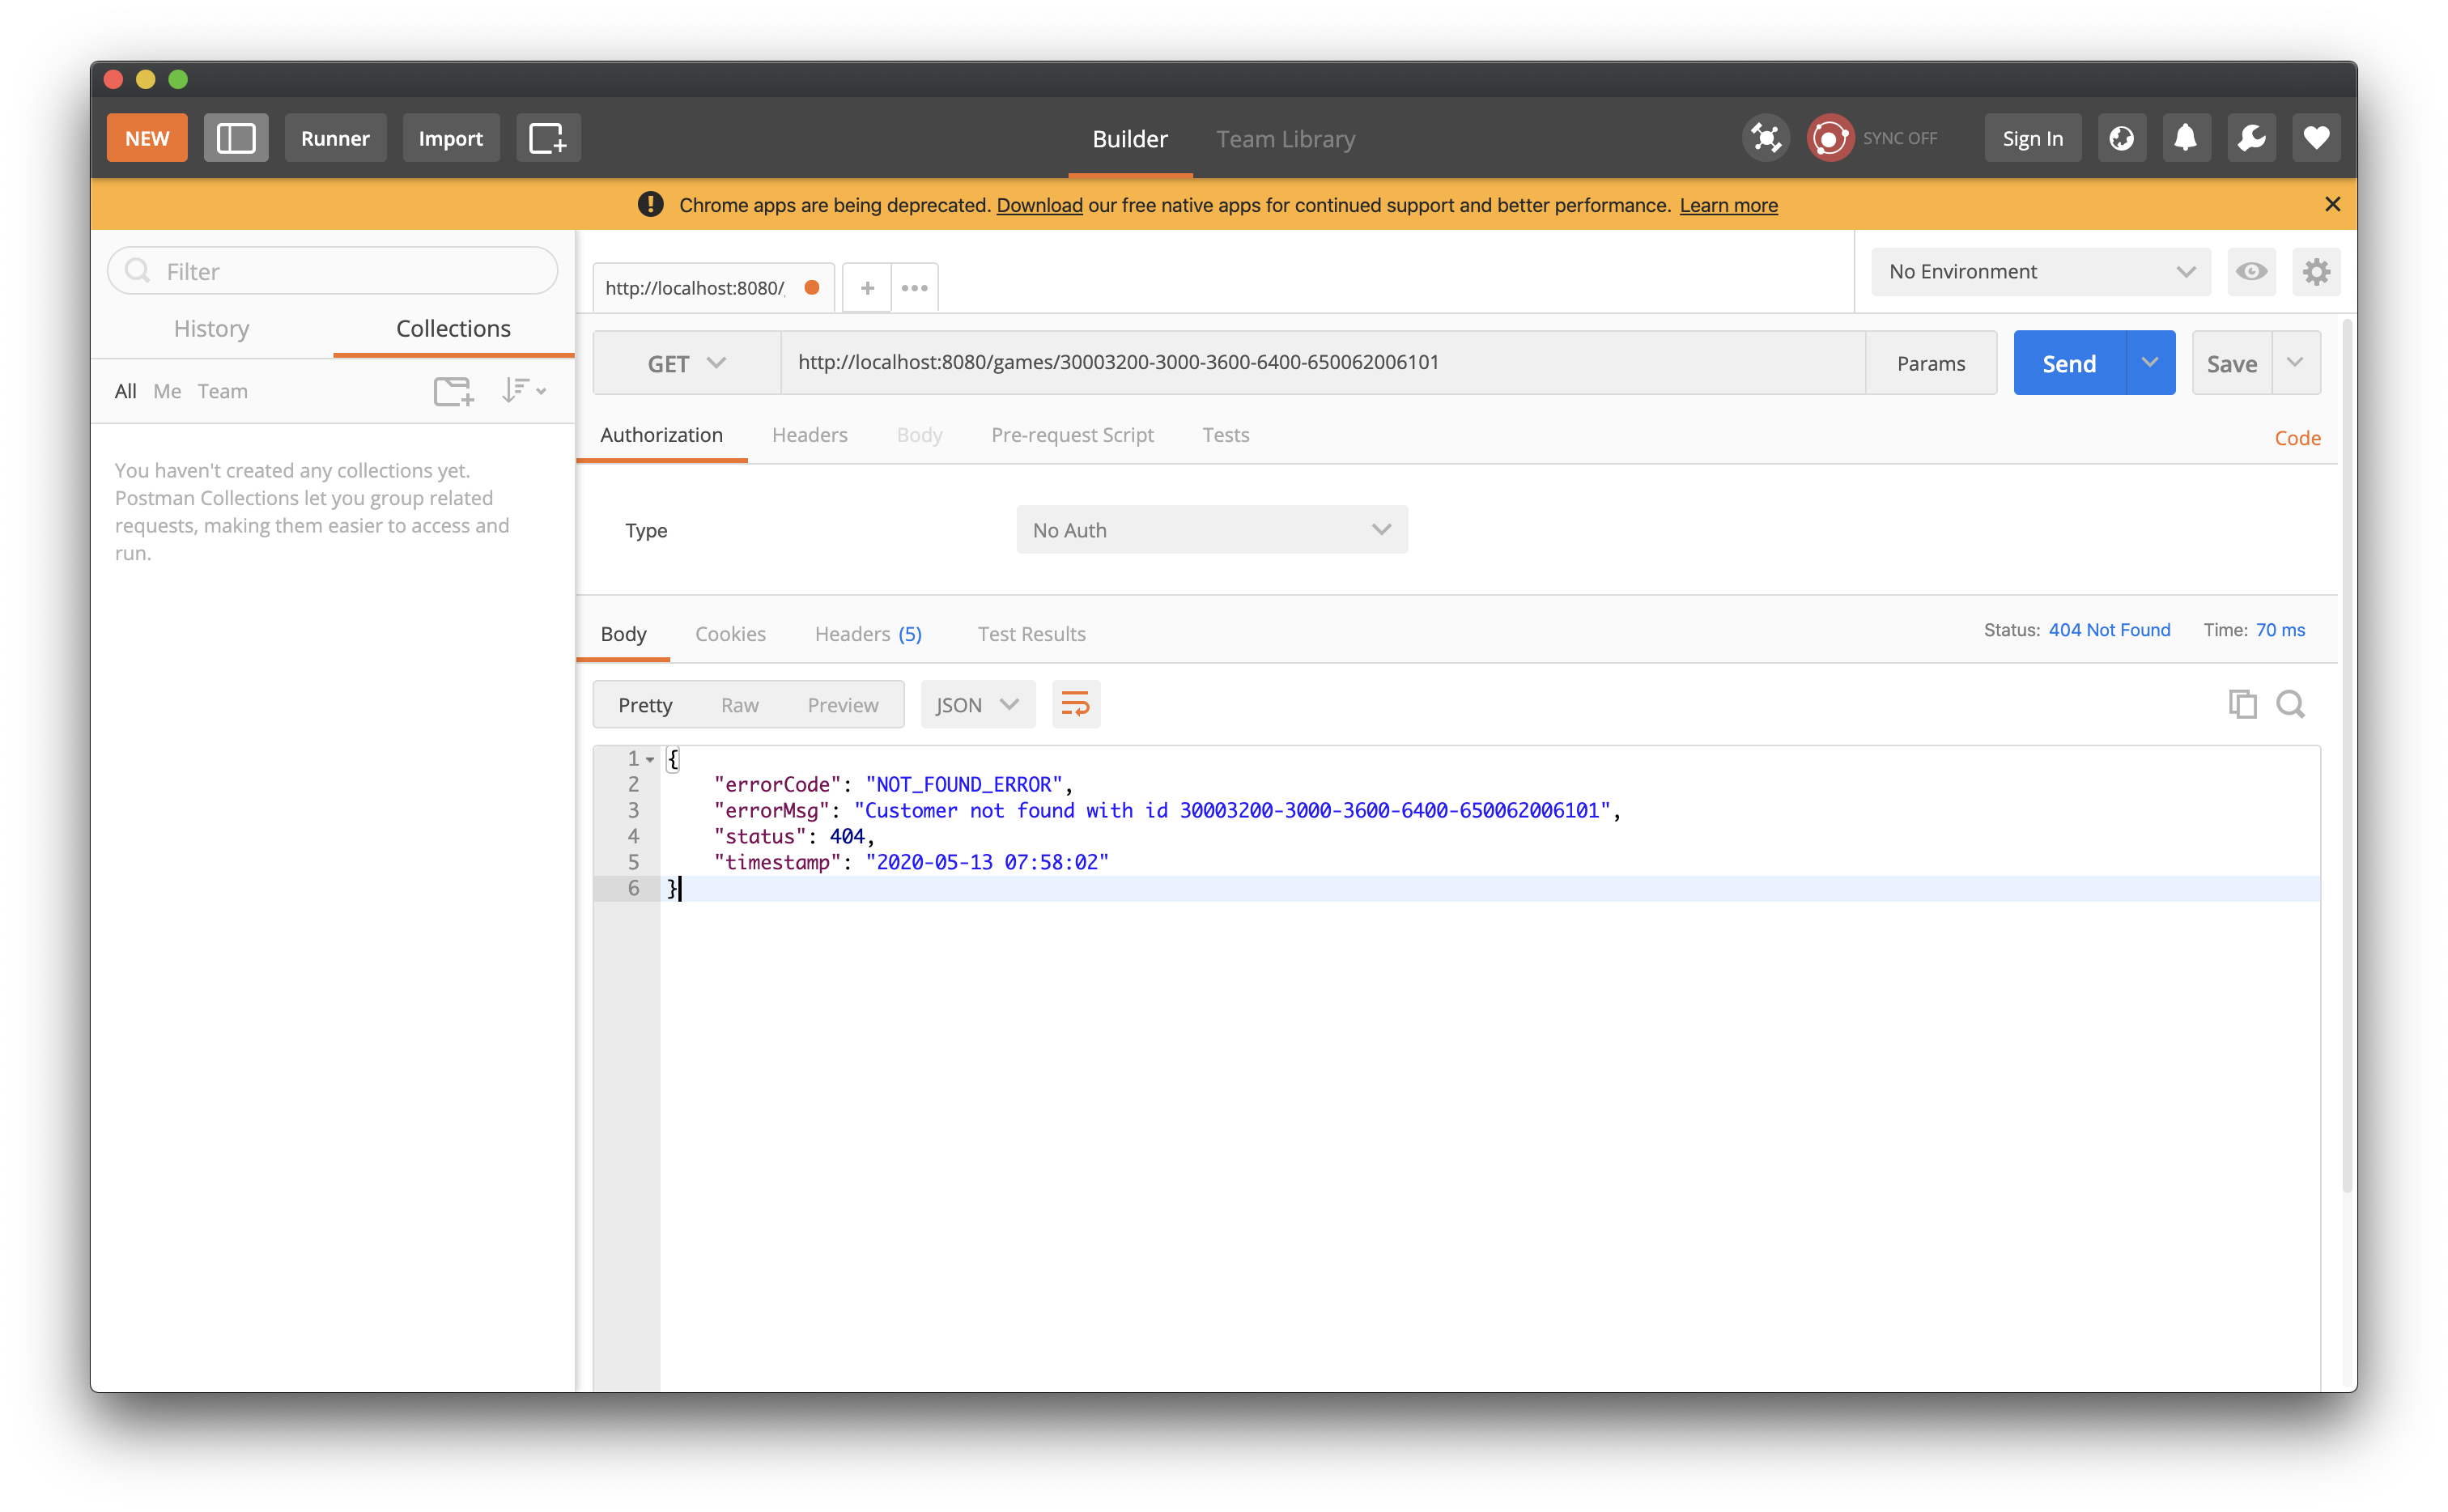 NEW
Runner
Import
Builder
Team Library
SYNC OFF
Sign In
Chrome apps are being deprecated. Download our free native apps for continued support and better performance. Learn more
Filter
History
Collections
All
Me
Team
You haven't created any collections yet.
Postman Collections let you group related
requests, making them easier to access and
run.
http://localhost:8080/
No Environment
GET
http://localhost:8080/games/30003200-3000-3600-6400-650062006101
Params
Send
Save
Authorization
Headers
Body
Pre-request Script
Tests
Code
Type
No Auth
Body
Cookies
Headers (5)
Test Results
Status: 404 Not Found
Time: 70 ms
Pretty
Raw
Preview
JSON
1 {
2 "errorCode": "NOT_FOUND_ERROR",
3 "errorMsg": "Customer not found with id 30003200-3000-3600-6400-650062006101",
4 "status": 404,
5 "timestamp": "2020-05-13 07:58:02"
6 }